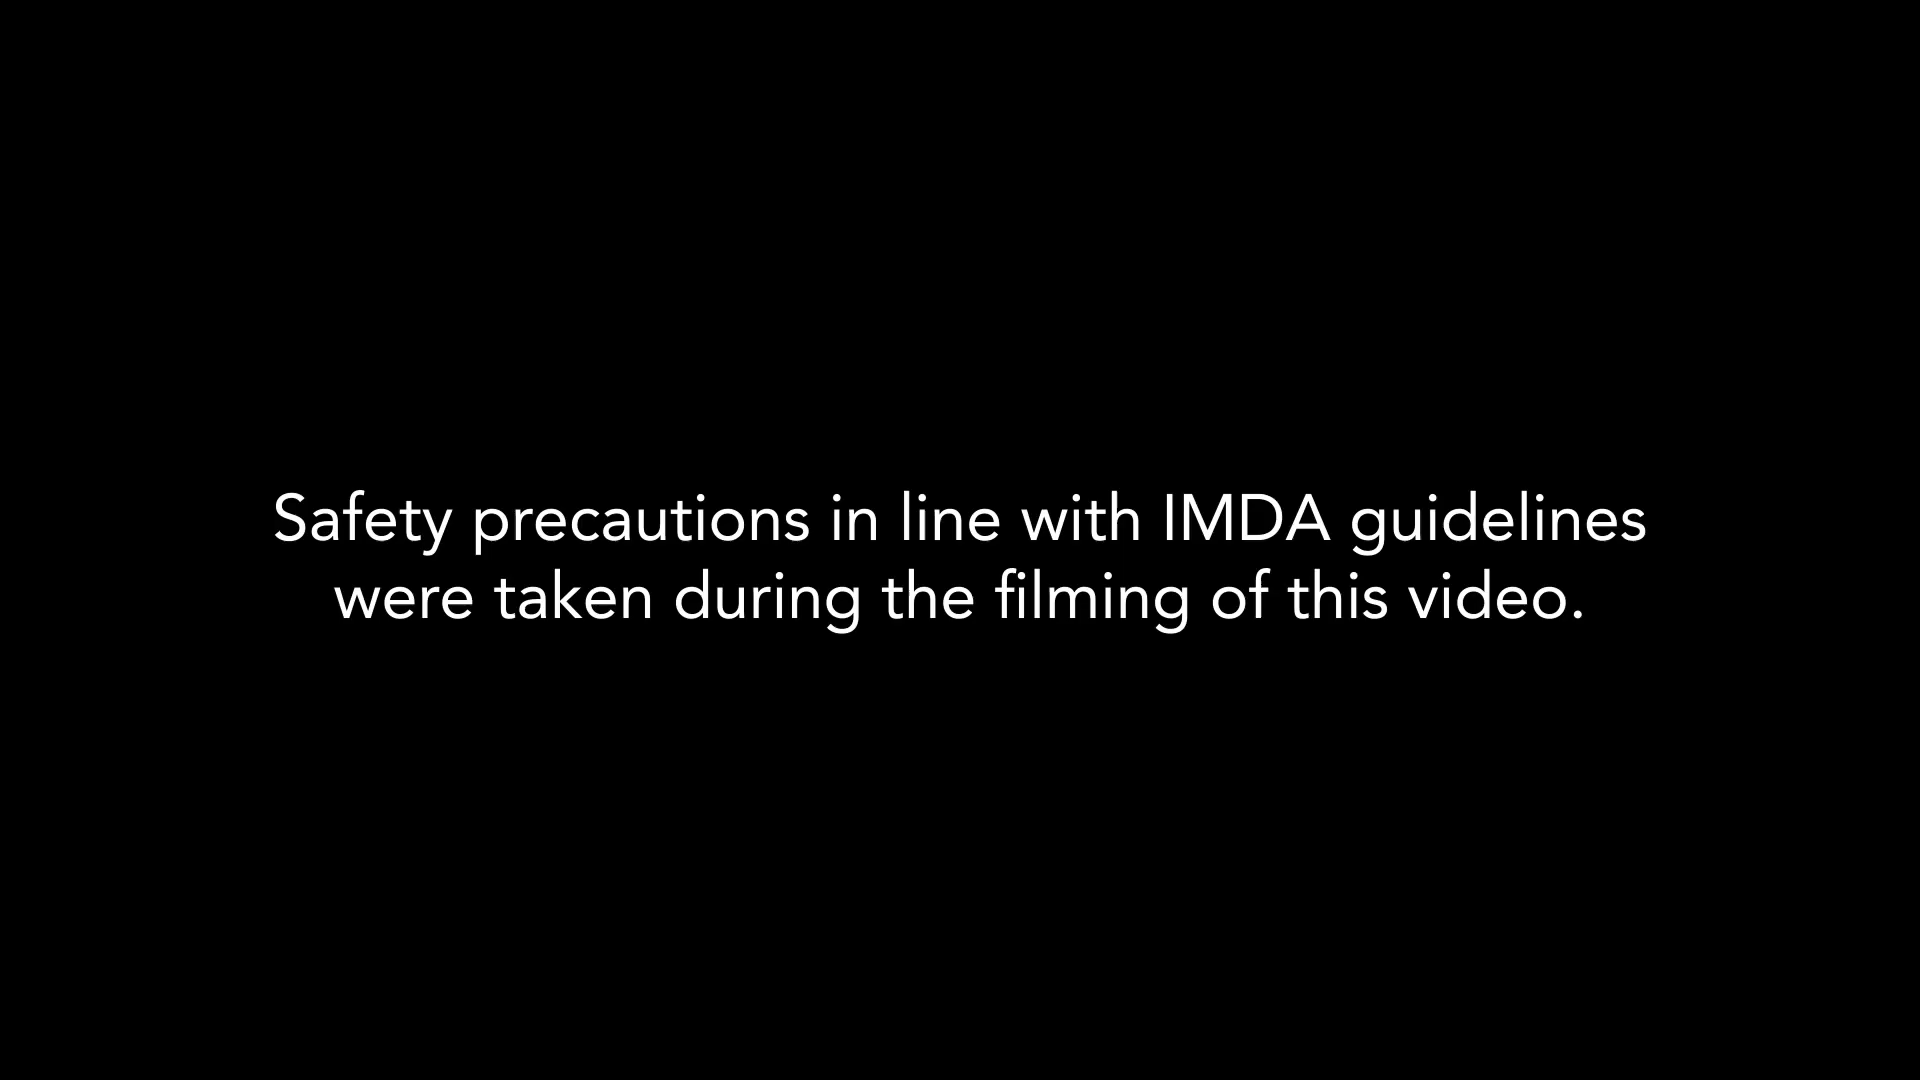 Safety precautions in line with IMDA guidelines
were taken during the filming of this video.